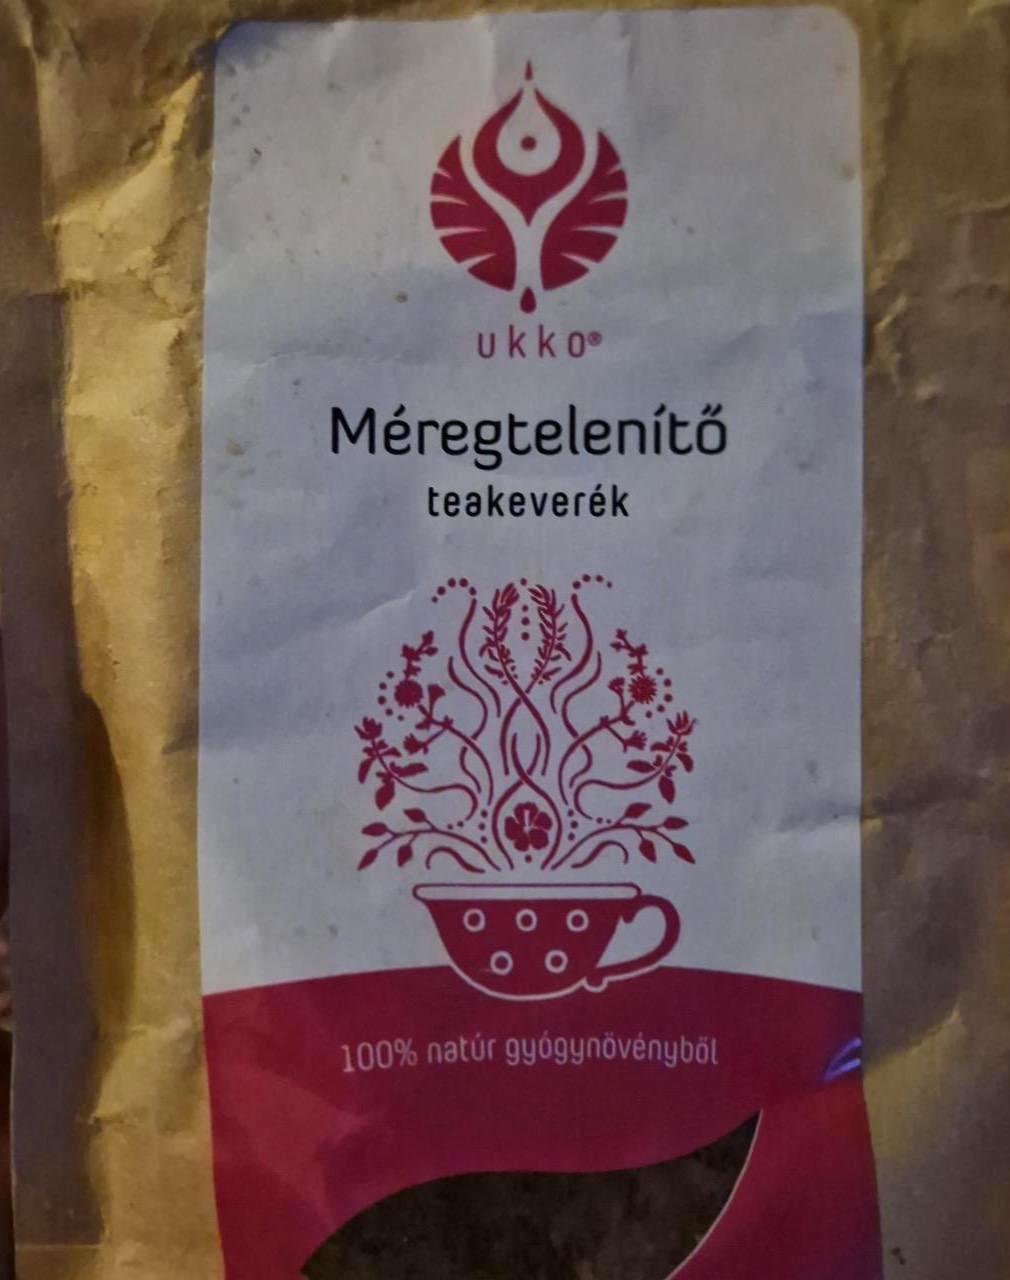 ukko®
Méregtelenítő
teakeverék
100% natúr gyógynövényből